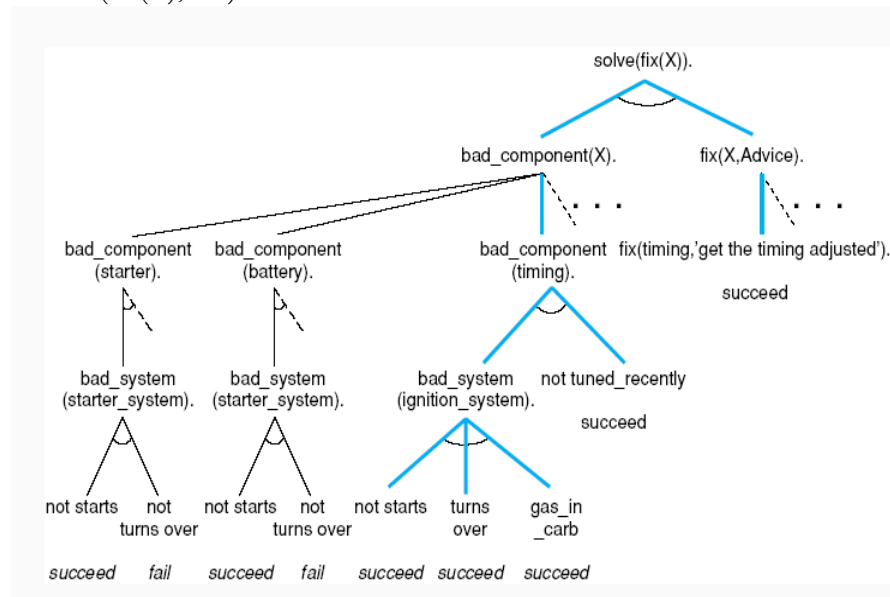 solve(fix(X)).
bad_component(X). fix(X,Advice).
. . . . . .
bad_component bad_component bad_component fix(timing,'get the timing adjusted').
(starter). (battery). (timing).
succeed
bad_system bad_system bad_system not tuned_recently
(starter_system). (starter_system). (ignition_system).
succeed
not starts not not starts not not starts turns gas_in
turns over turns over over _carb
succeed fail succeed fail succeed succeed succeed